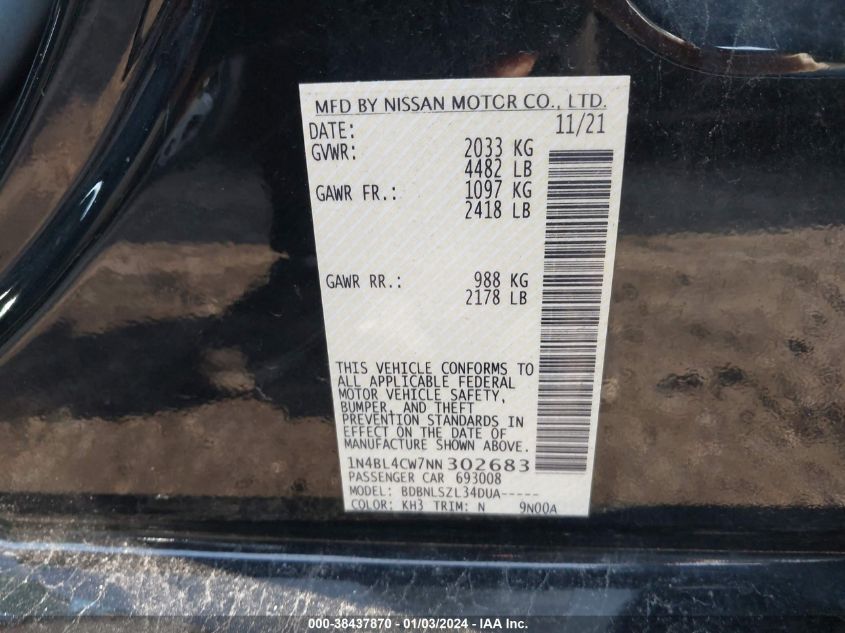 MFD BY NISSAN MOTOR CO., LTD.
DATE: 11/21
GVWR: 2033 KG
4482 LB
GAWR FR.: 1097 KG
2418 LB
GAWR RR.: 988 KG
2178 LB
THIS VEHICLE CONFORMS TO
ALL APPLICABLE FEDERAL
MOTOR VEHICLE SAFETY,
BUMPER, AND THEFT
PREVENTION STANDARDS IN
EFFECT ON THE DATE OF
MANUFACTURE SHOWN ABOVE.
1N4BL4CW7NN302683
PASSENGER CAR 693008
MODEL: BDBNLSZL34DUA-----
COLOR: KH3 TRIM: N 9N00A
000-38437870 - 01/03/2024 - IAA Inc.